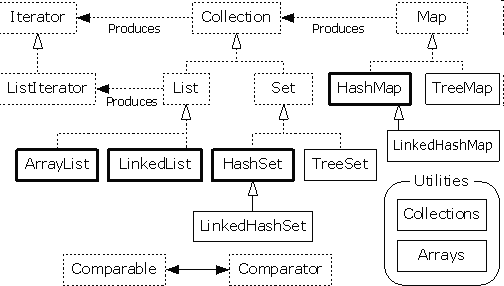 Iterator
Produces
Collection
Produces
Map
ListIterator
Produces
List
Set
HashMap
TreeMap
ArrayList
LinkedList
HashSet
TreeSet
LinkedHashMap
Utilities
LinkedHashSet
Collections
Arrays
Comparable
Comparator